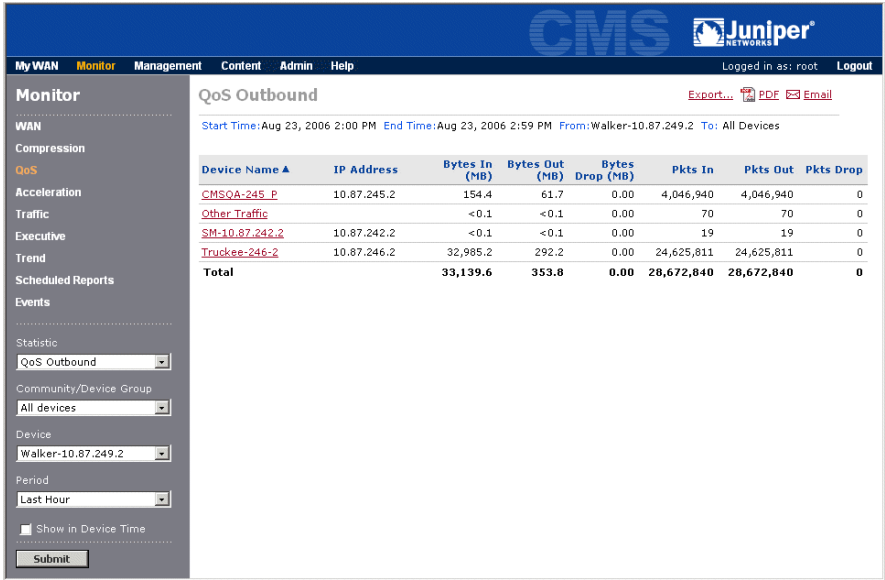 CMS
Juniper®
NETWORKS
My WAN Monitor Management Content Admin Help Logged in as: root Logout
Monitor
WAN
Compression
QoS
Acceleration
Traffic
Executive
Trend
Scheduled Reports
Events
Statistic
QoS Outbound
Community/Device Group
All devices
Device
Walker-10.87.249.2
Period
Last Hour
Show in Device Time
Submit
QoS Outbound
Export... PDF Email
Start Time:Aug 23, 2006 2:00 PM End Time:Aug 23, 2006 2:59 PM From:Walker-10.87.249.2 To: All Devices
Device Name ▲ IP Address Bytes In (MB) Bytes Out (MB) Bytes Drop (MB) Pkts In Pkts Out Pkts Drop
CMSQA-245_P 10.87.245.2 154.4 61.7 0.00 4,046,940 4,046,940 0
Other Traffic <0.1 <0.1 0.00 70 70 0
SM-10.87.242.2 10.87.242.2 <0.1 <0.1 0.00 19 19 0
Truckee-246-2 10.87.246.2 32,985.2 292.2 0.00 24,625,811 24,625,811 0
Total 33,139.6 353.8 0.00 28,672,840 28,672,840 0